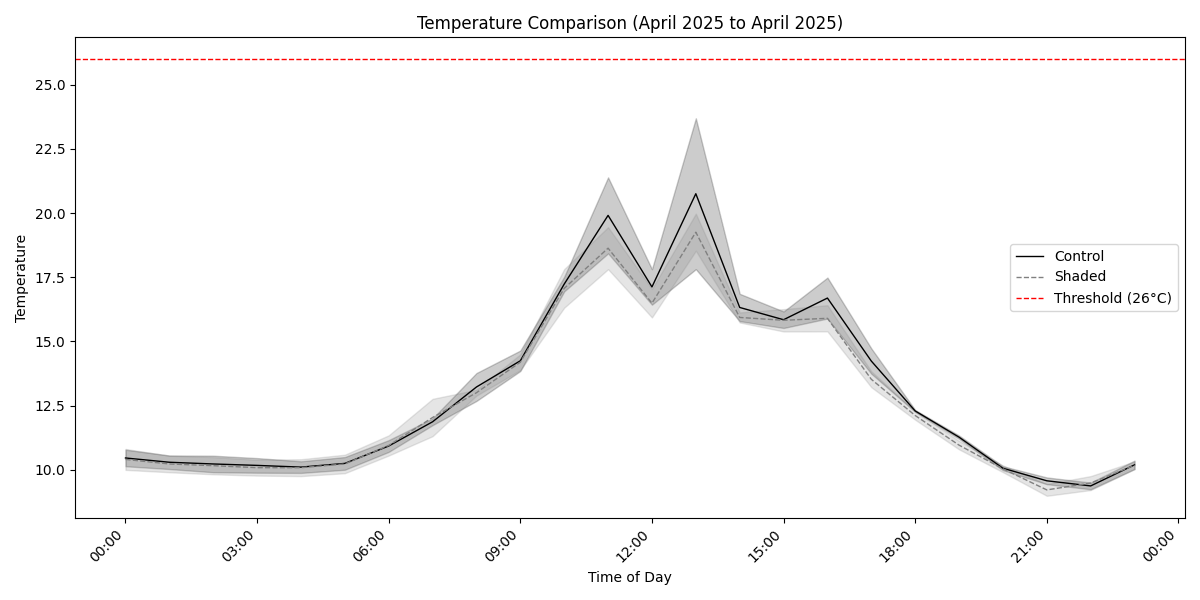 Temperature Comparison (April 2025 to April 2025)
Temperature
25.0
22.5
20.0
17.5
15.0
12.5
10.0
Control
Shaded
Threshold (26°C)
00:00
03:00
06:00
09:00
12:00
15:00
18:00
21:00
00:00
Time of Day